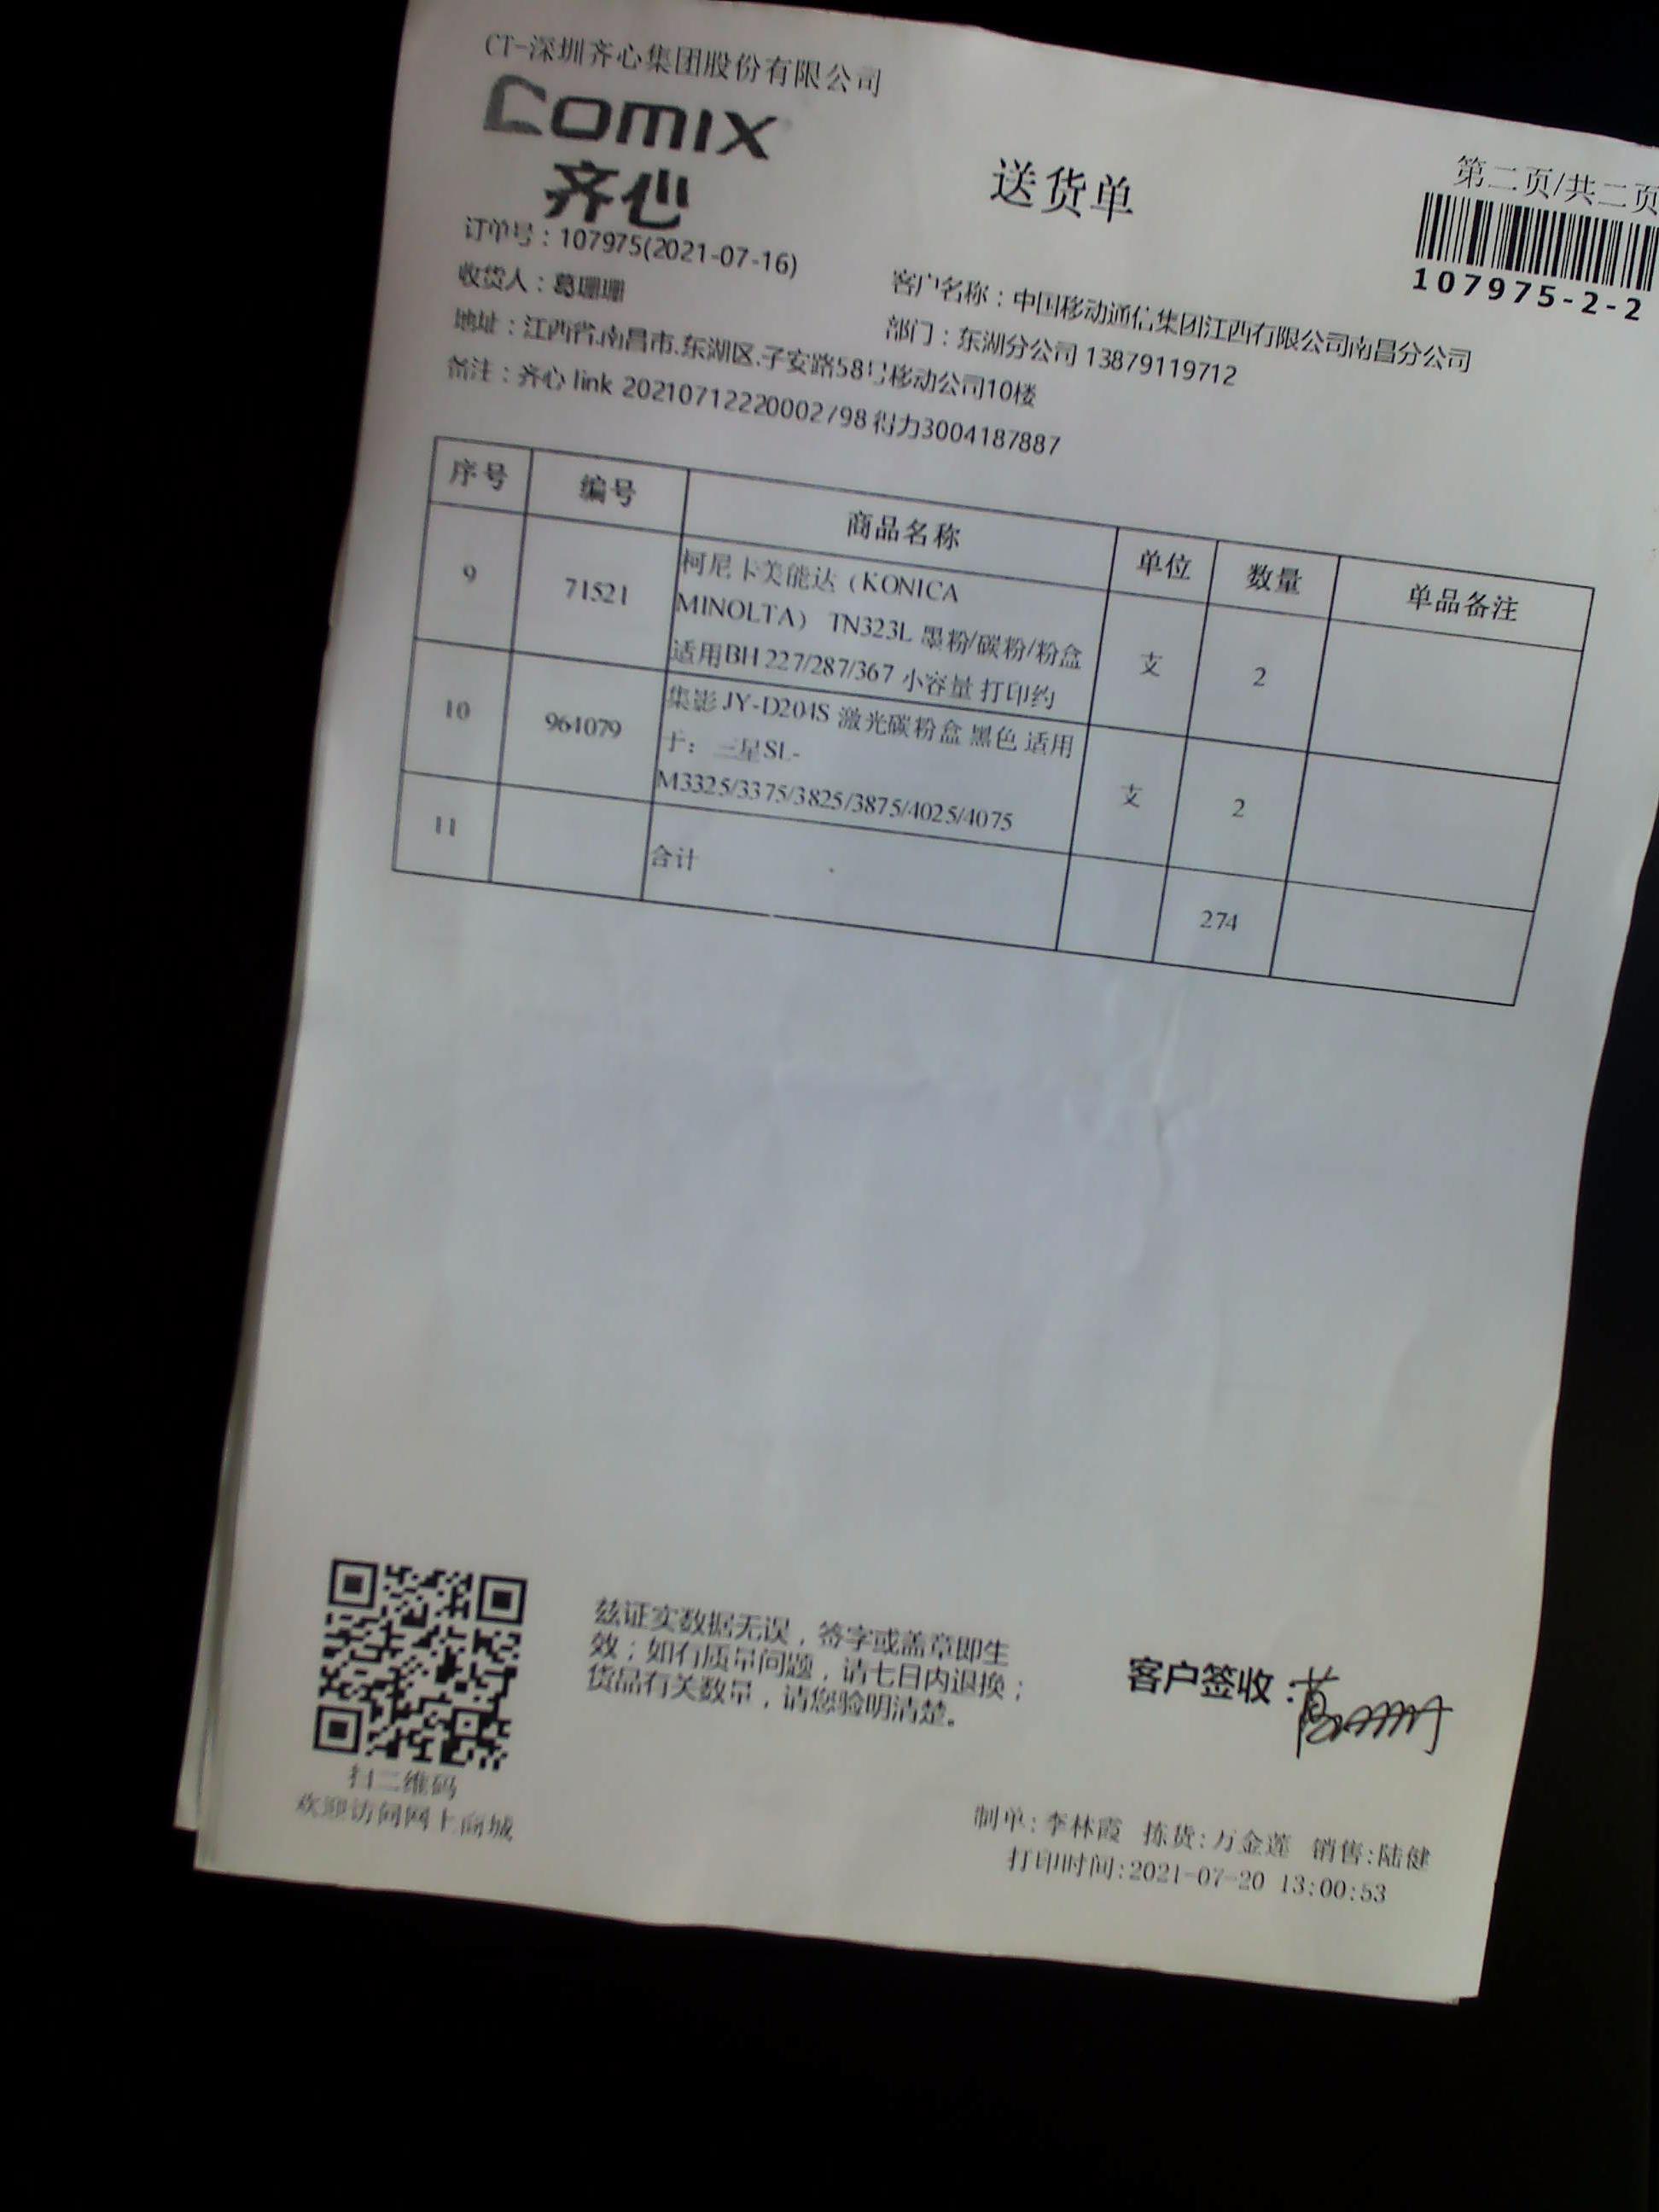 CT-深圳齐心集团股份有限公司
COMIX
齐心
送货单
第二页/共二页
107975-2-2
订单号：107975(2021-07-16)
收货人：葛珊珊
客户名称：中国移动通信集团江西有限公司南昌分公司
部门：东湖分公司 13879119712
地址：江西省.南昌市.东湖区.子安路58号移动公司10楼
备注：齐心 link 20210712220002798 得力3004187887
序号 编号 商品名称 单位 数量 单品备注
9 71521 柯尼卡美能达（KONICA
MINOLTA） TN323L 墨粉/碳粉/粉盒
适用BH 227/287/367 小容量 打印约 支 2
10 964079 集影 JY-D204S 激光碳粉盒 黑色 适用
于：三星SL-
M3325/3375/3825/3875/4025/4075 支 2
11 合计 274
兹证实数据无误，签字或盖章即生
效；如有质量问题，请七日内退换；
货品有关数量，请您验明清楚。
客户签收：葛珊珊
扫二维码
欢迎访问网上商城
制单：李林霞 拣货：万金莲 销售：陆健
打印时间：2021-07-20 13:00:53